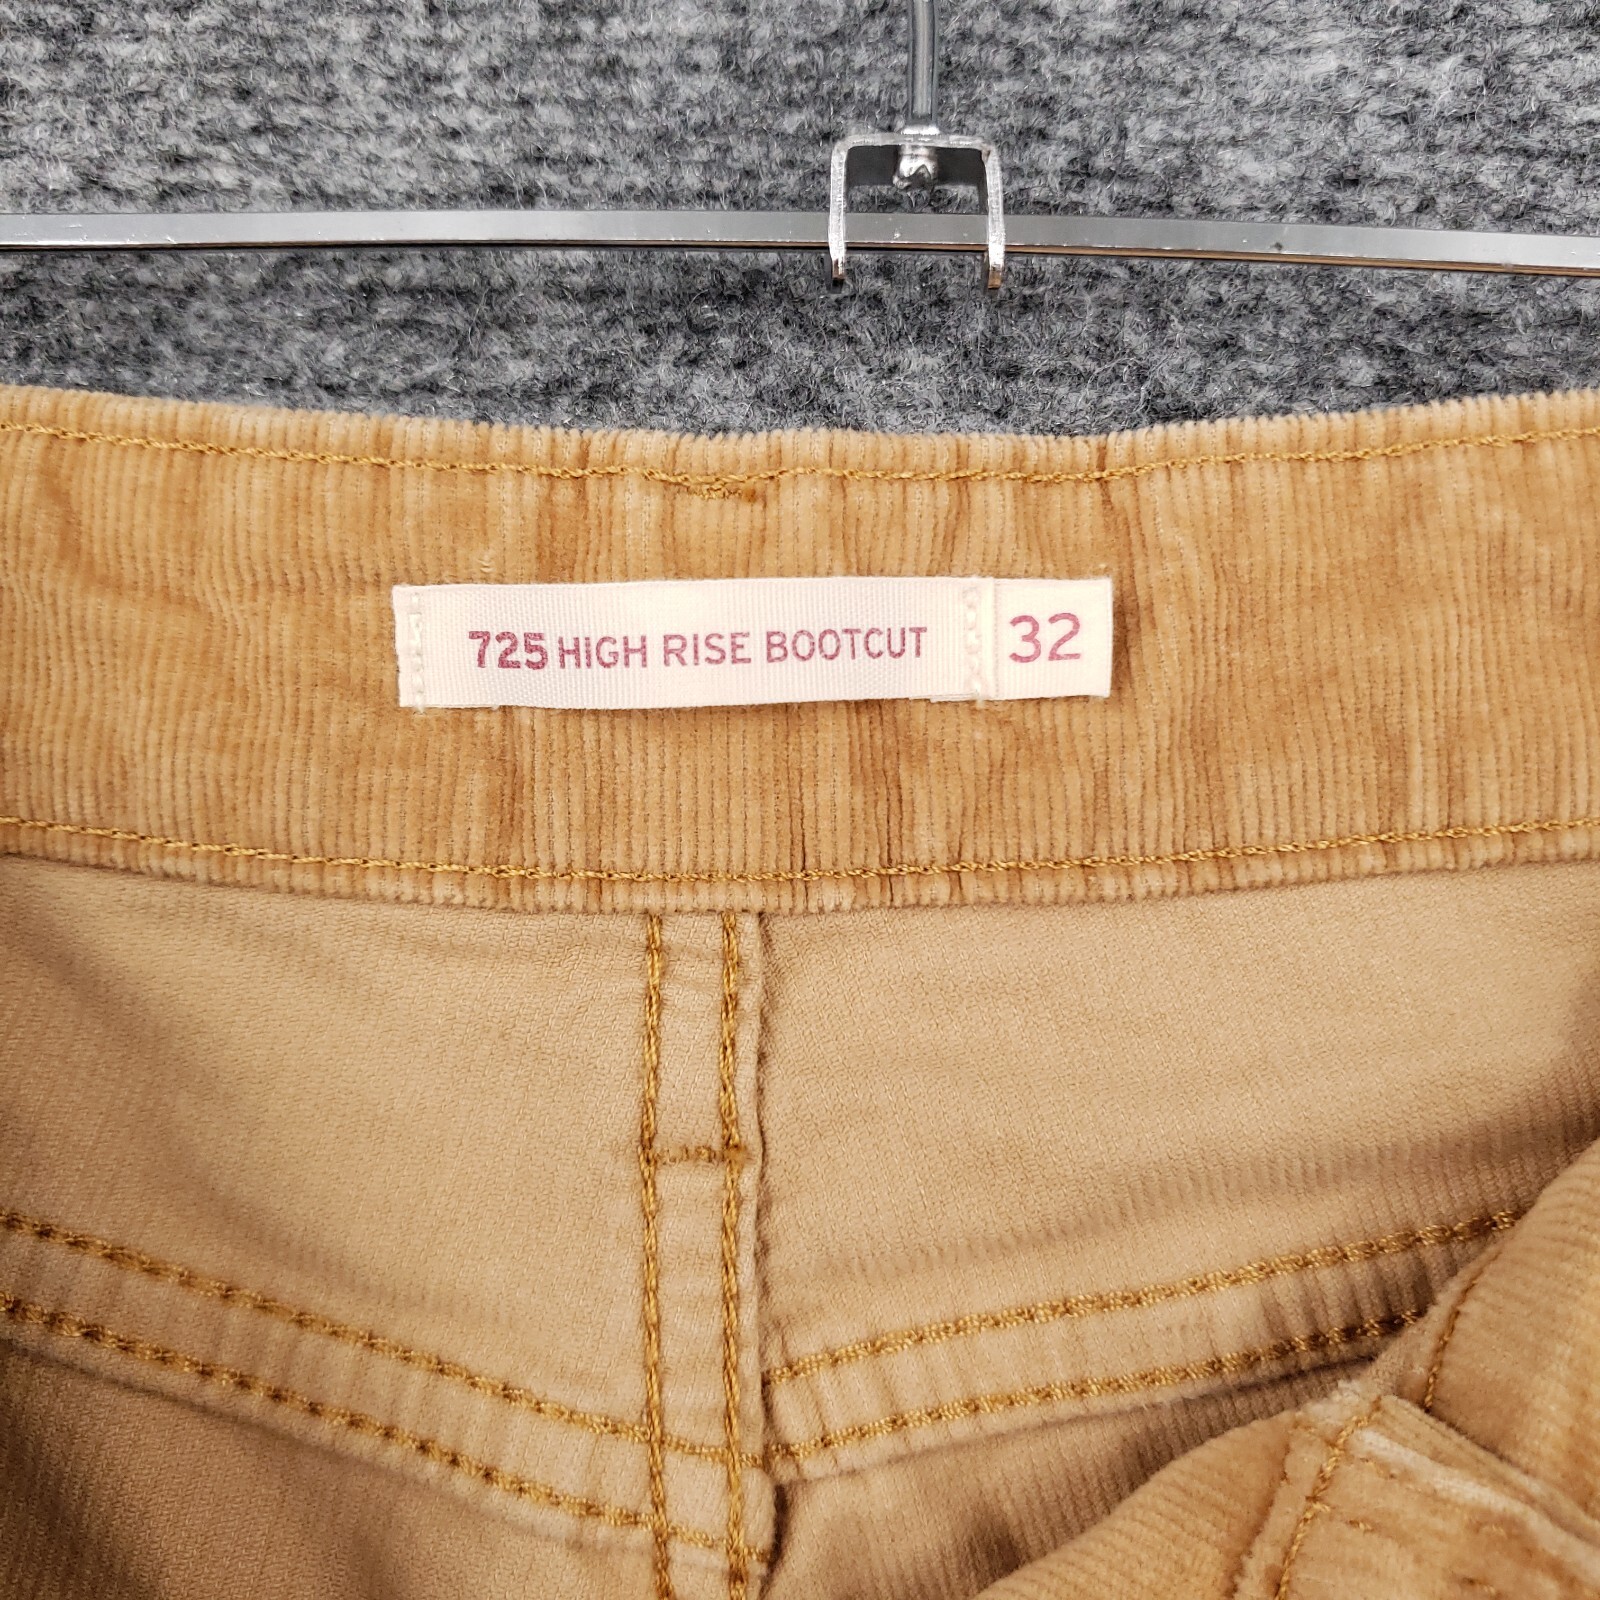 725 HIGH RISE BOOTCUT 32